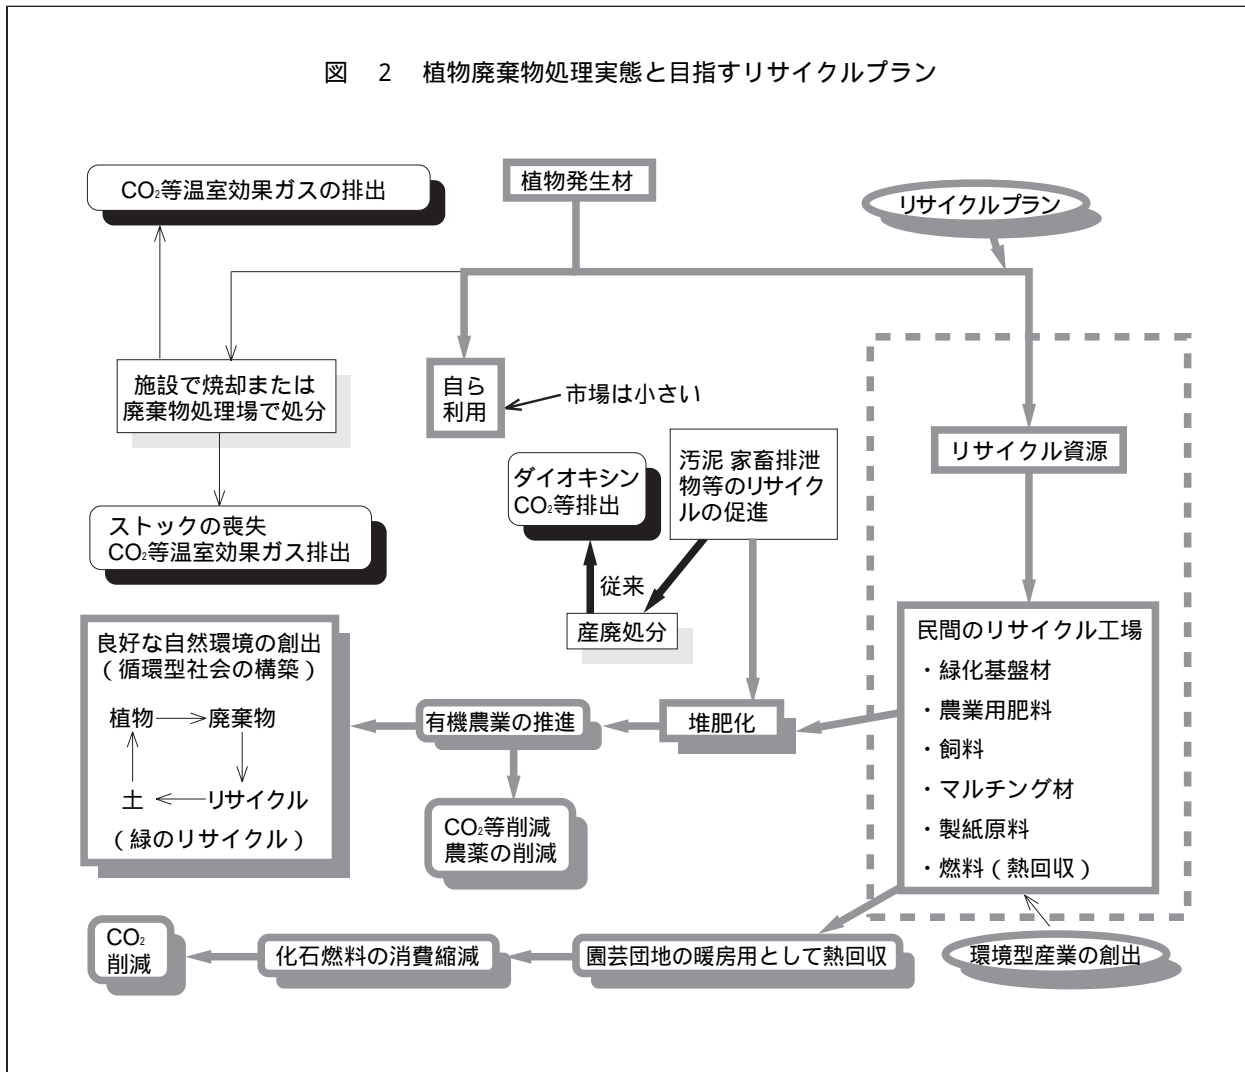 図 2 植物廃棄物処理実態と目指すリサイクルプラン
CO₂等温室効果ガスの排出
植物発生材
リサイクルプラン
施設で焼却または
廃棄物処理場で処分
自ら
利用
市場は小さい
リサイクル資源
ダイオキシン
CO₂等排出
汚泥 家畜排泄
物等のリサイク
ルの促進
ストックの喪失
CO₂等温室効果ガス排出
従来
産廃処分
良好な自然環境の創出
(循環型社会の構築)
植物 廃棄物
土 リサイクル
(緑のリサイクル)
有機農業の推進
堆肥化
CO₂等削減
農薬の削減
民間のリサイクル工場
・緑化基盤材
・農業用肥料
・飼料
・マルチング材
・製紙原料
・燃料(熱回収)
CO₂
削減
化石燃料の消費縮減
園芸団地の暖房用として熱回収
環境型産業の創出